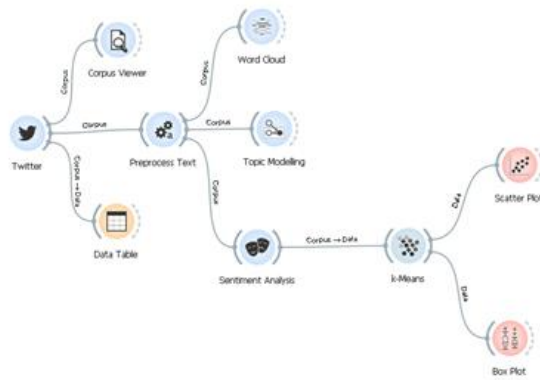 Corpus
Corpus Viewer
Corpus
Word Cloud
Twitter
Corpus
Preprocess Text
Corpus
Topic Modelling
Corpus → Data
Data Table
Corpus
Sentiment Analysis
Corpus → Data
k-Means
Data
Scatter Plot
Data
Box Plot